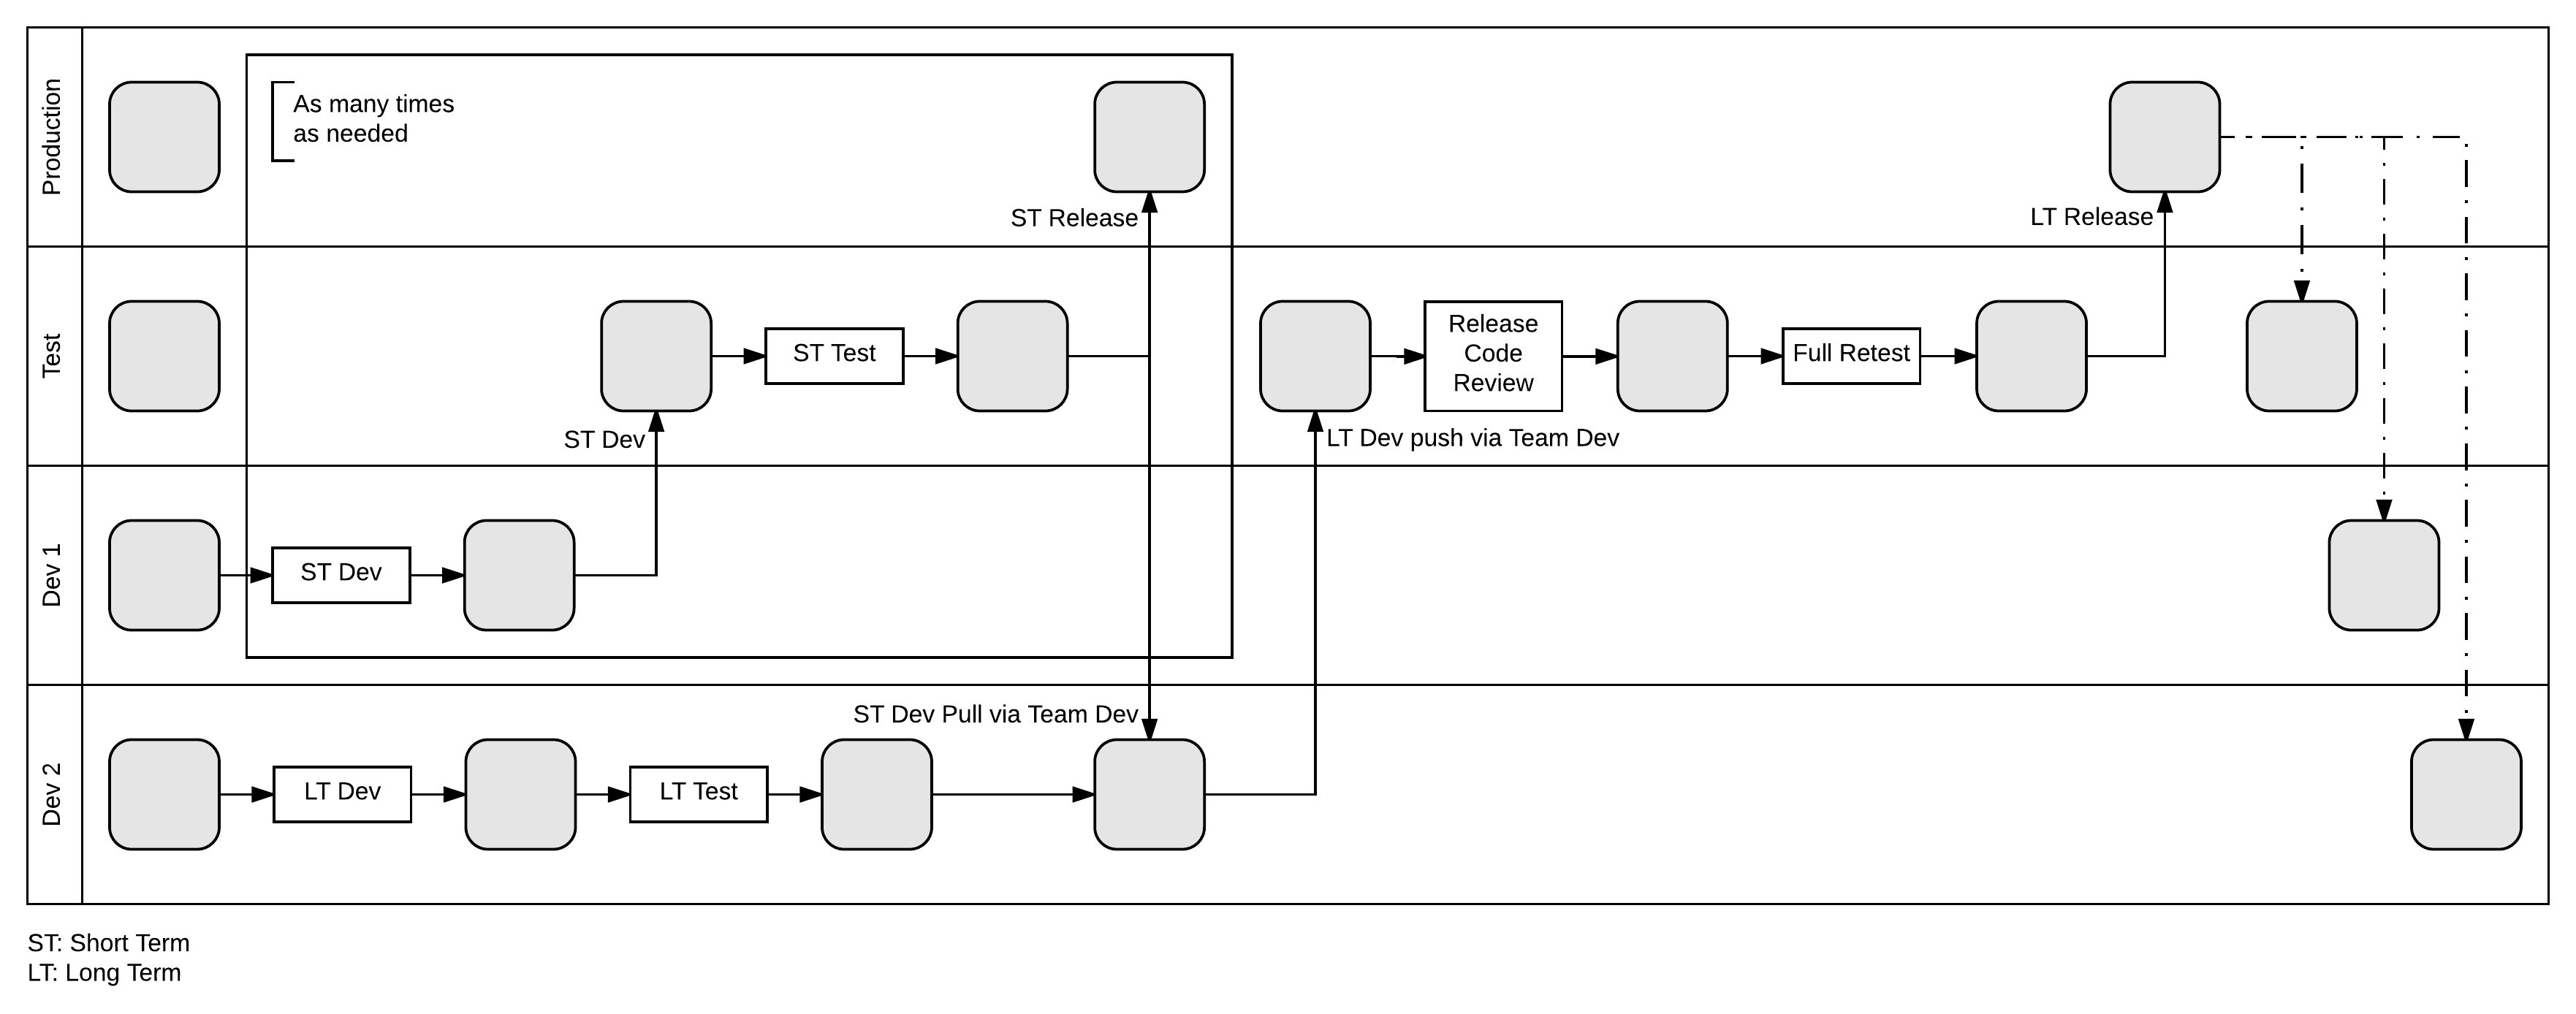 Production
As many times
as needed
ST Release
LT Release
Test
ST Test
Release
Code
Review
Full Retest
ST Dev
LT Dev push via Team Dev
Dev 1
ST Dev
Dev 2
ST Dev Pull via Team Dev
LT Dev
LT Test
ST: Short Term
LT: Long Term